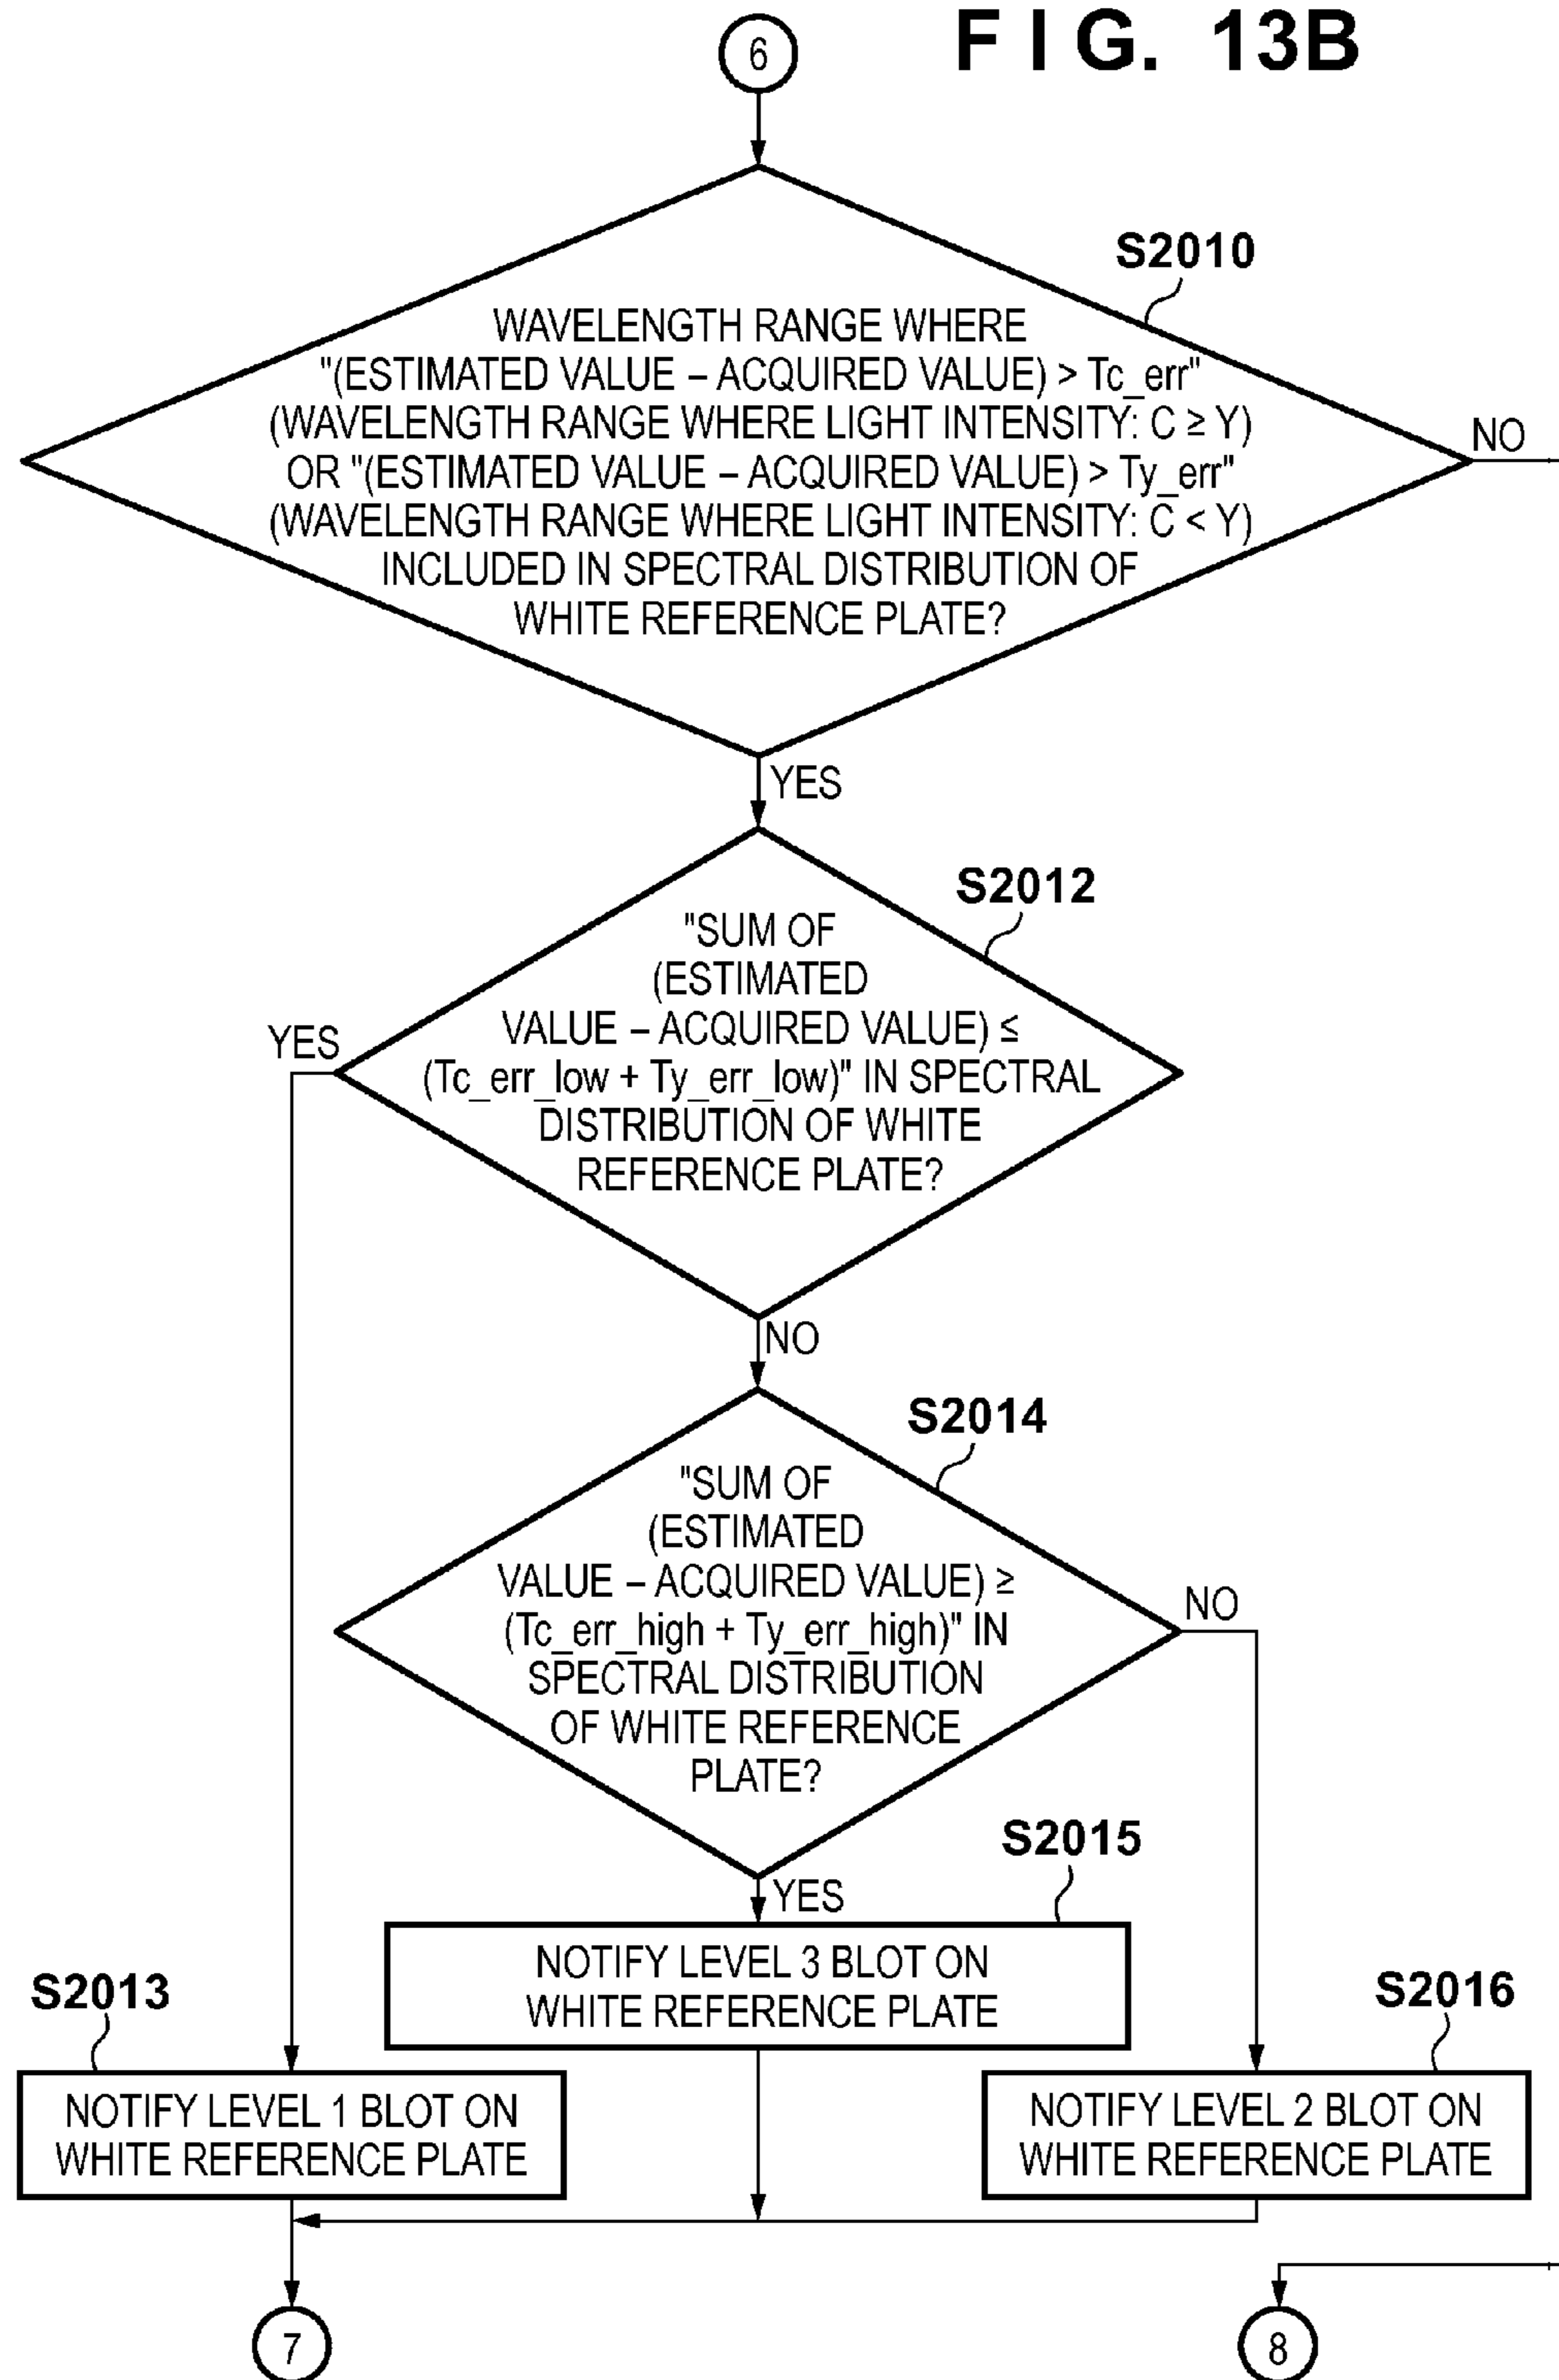 FIG. 13B
6
S2010
WAVELENGTH RANGE WHERE
"(ESTIMATED VALUE – ACQUIRED VALUE) > Tc_err"
(WAVELENGTH RANGE WHERE LIGHT INTENSITY: C ≥ Y)
OR "(ESTIMATED VALUE – ACQUIRED VALUE) > Ty_err"
(WAVELENGTH RANGE WHERE LIGHT INTENSITY: C < Y)
INCLUDED IN SPECTRAL DISTRIBUTION OF
WHITE REFERENCE PLATE?
NO
YES
S2012
"SUM OF
(ESTIMATED
VALUE – ACQUIRED VALUE) ≤
(Tc_err_low + Ty_err_low)" IN SPECTRAL
DISTRIBUTION OF WHITE
REFERENCE PLATE?
YES
NO
S2014
"SUM OF
(ESTIMATED
VALUE – ACQUIRED VALUE) ≥
(Tc_err_high + Ty_err_high)" IN
SPECTRAL DISTRIBUTION
OF WHITE REFERENCE
PLATE?
NO
YES
S2015
NOTIFY LEVEL 3 BLOT ON
WHITE REFERENCE PLATE
S2013
NOTIFY LEVEL 1 BLOT ON
WHITE REFERENCE PLATE
S2016
NOTIFY LEVEL 2 BLOT ON
WHITE REFERENCE PLATE
7
8